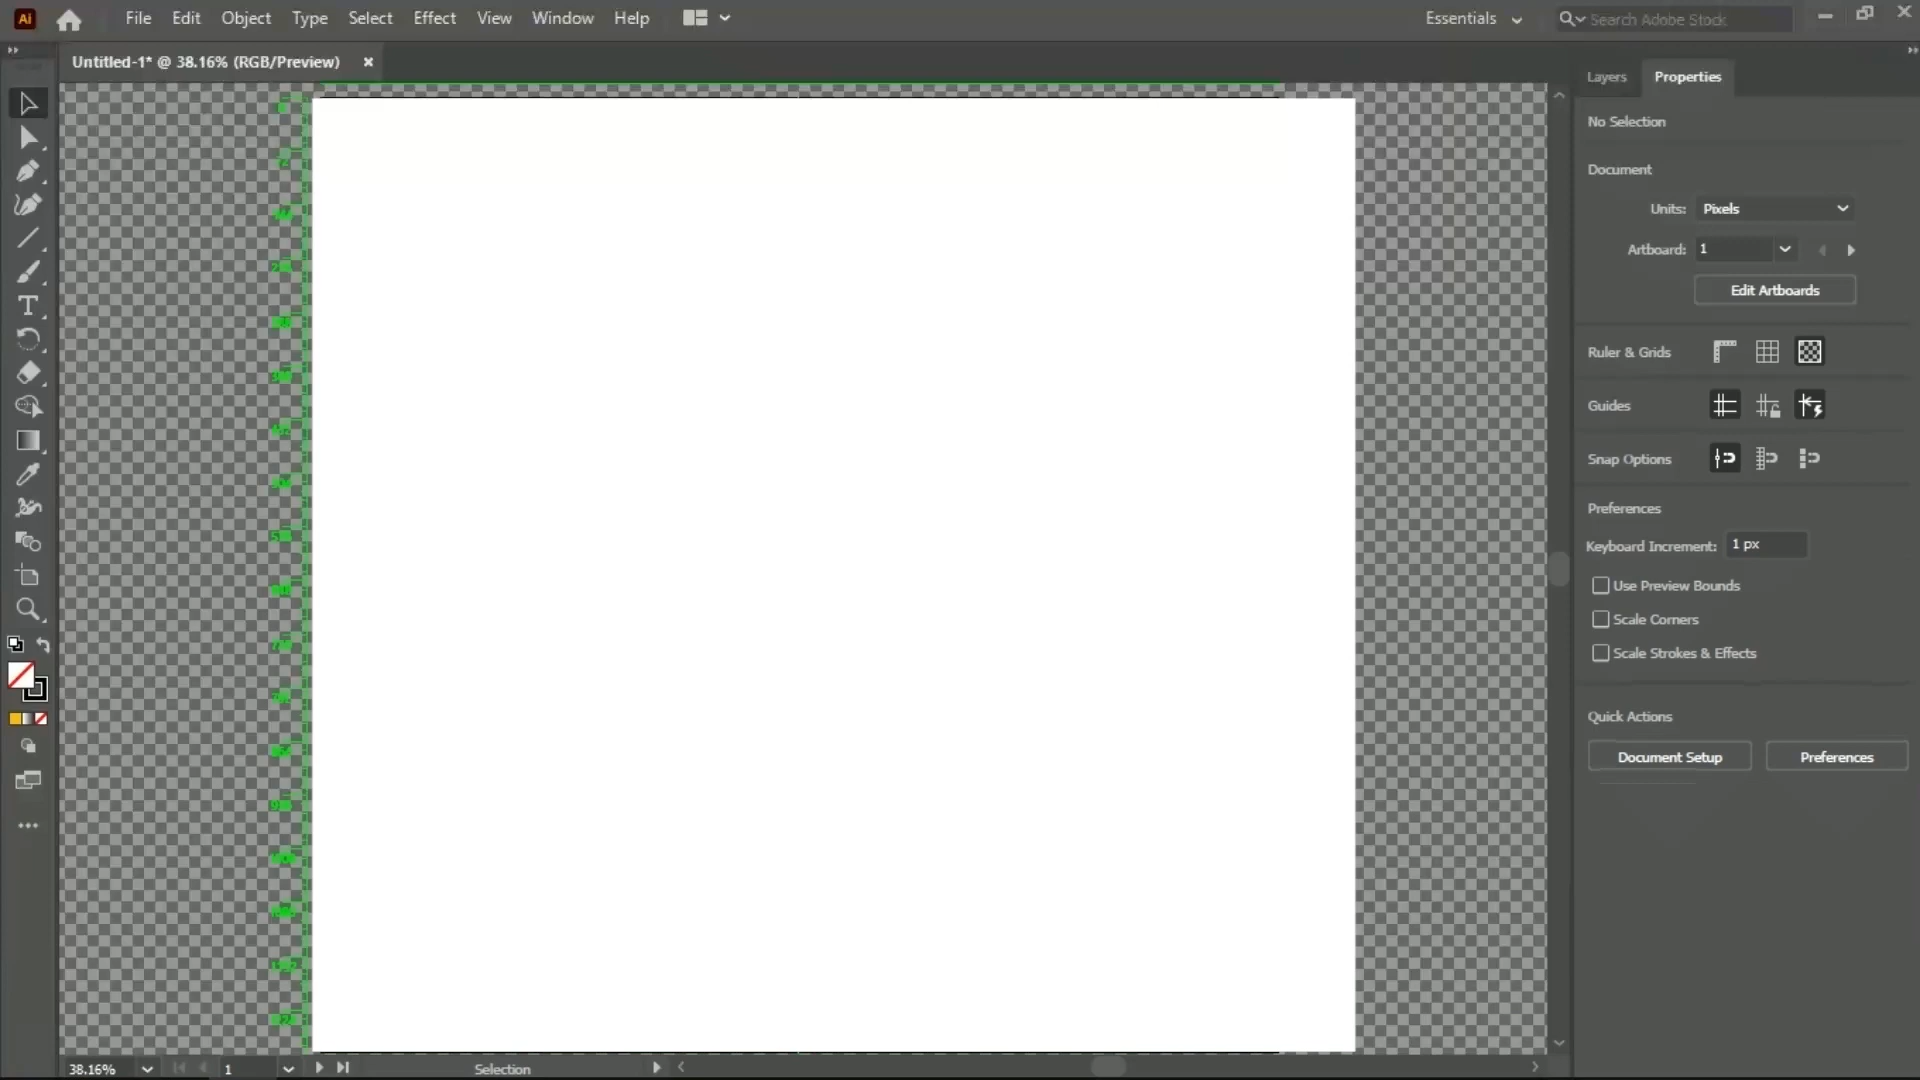 Ai File Edit Object Type Select Effect View Window Help Essentials Search Adobe Stock
Untitled-1* @ 38.16% (RGB/Preview)
Layers Properties
No Selection
Document
Units: Pixels
Artboard: 1
Edit Artboards
Ruler & Grids
Guides
Snap Options
Preferences
Keyboard Increment: 1 px
Use Preview Bounds
Scale Corners
Scale Strokes & Effects
Quick Actions
Document Setup Preferences
38.16% 1 Selection